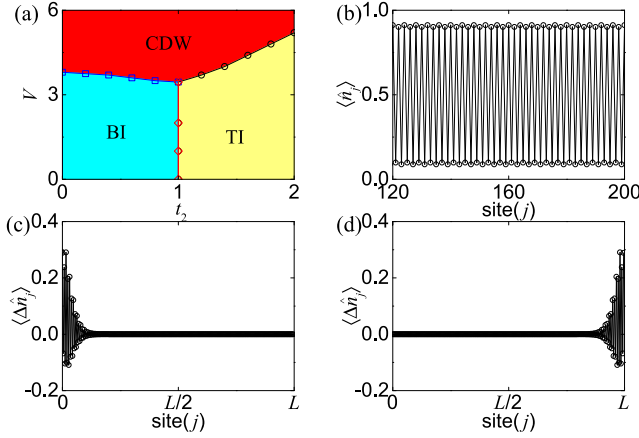 (a)
6
3
0
V
CDW
BI
TI
0
1
2
t₂
(b)
1.0
0.5
0.0
⟨n̂ⱼ⟩
120
160
200
site(j)
(c)
0.4
0.2
0.0
-0.2
⟨Δn̂ⱼ⟩
0
L/2
L
site(j)
(d)
0.4
0.2
0.0
-0.2
⟨Δn̂ⱼ⟩
0
L/2
L
site(j)